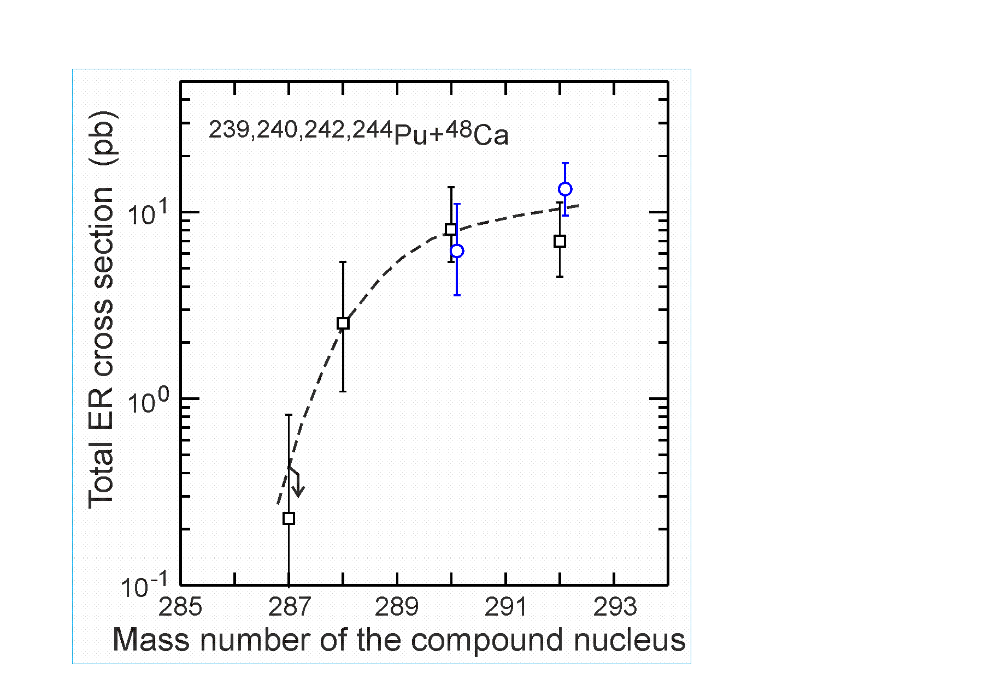 Total ER cross section (pb)
239,240,242,244Pu+48Ca
10^1
10^0
10^-1
285 287 289 291 293
Mass number of the compound nucleus